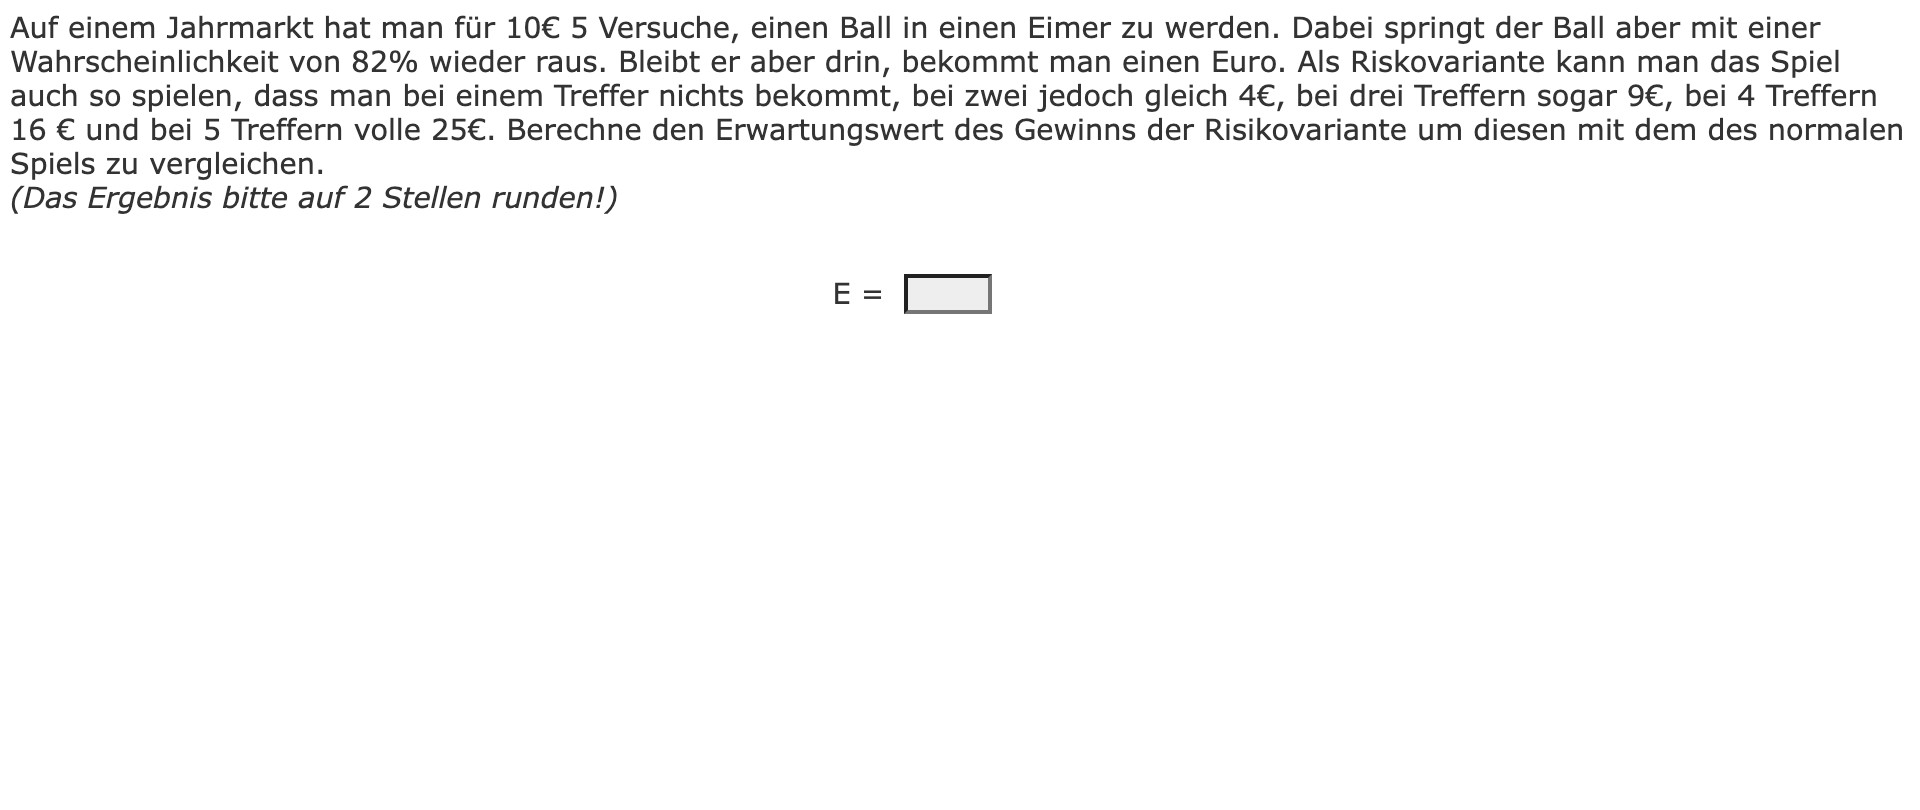 Auf einem Jahrmarkt hat man für 10€ 5 Versuche, einen Ball in einen Eimer zu werden. Dabei springt der Ball aber mit einer
Wahrscheinlichkeit von 82% wieder raus. Bleibt er aber drin, bekommt man einen Euro. Als Riskovariante kann man das Spiel
auch so spielen, dass man bei einem Treffer nichts bekommt, bei zwei jedoch gleich 4€, bei drei Treffern sogar 9€, bei 4 Treffern
16 € und bei 5 Treffern volle 25€. Berechne den Erwartungswert des Gewinns der Risikovariante um diesen mit dem des normalen
Spiels zu vergleichen.
(Das Ergebnis bitte auf 2 Stellen runden!)
E =